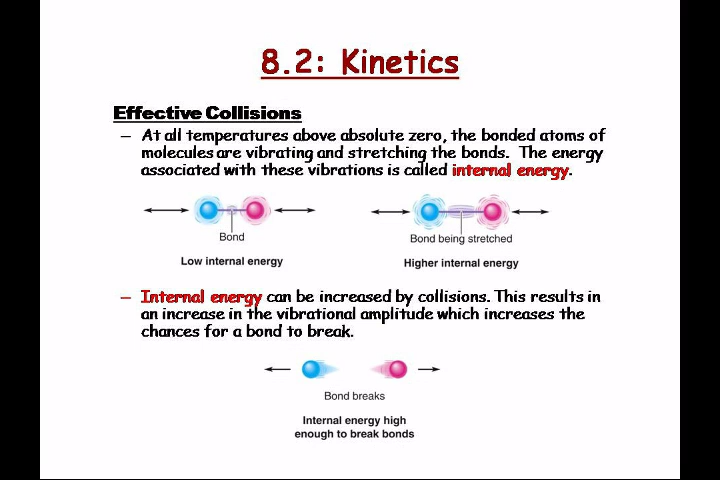 8.2: Kinetics
Effective Collisions
– At all temperatures above absolute zero, the bonded atoms of
molecules are vibrating and stretching the bonds. The energy
associated with these vibrations is called internal energy.
Bond
Bond being stretched
Low internal energy
Higher internal energy
– Internal energy can be increased by collisions. This results in
an increase in the vibrational amplitude which increases the
chances for a bond to break.
Bond breaks
Internal energy high
enough to break bonds